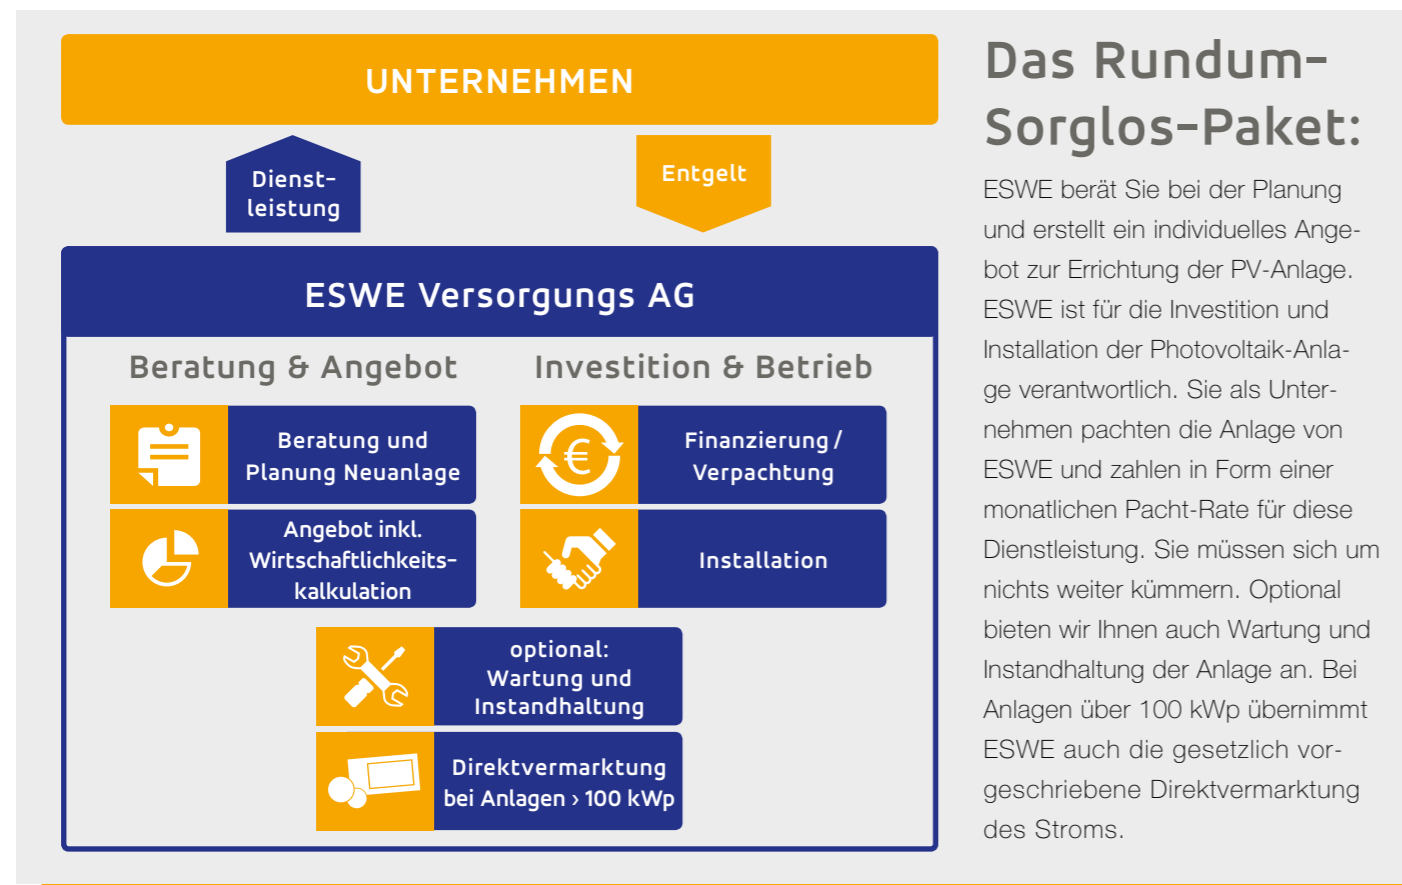 UNTERNEHMEN
Dienst-
leistung
Entgelt
ESWE Versorgungs AG
Beratung & Angebot
Beratung und
Planung Neuanlage
Angebot inkl.
Wirtschaftlichkeits-
kalkulation
Investition & Betrieb
€
Finanzierung /
Verpachtung
Installation
optional:
Wartung und
Instandhaltung
Direktvermarktung
bei Anlagen › 100 kWp
Das Rundum-
Sorglos-Paket:
ESWE berät Sie bei der Planung
und erstellt ein individuelles Ange-
bot zur Errichtung der PV-Anlage.
ESWE ist für die Investition und
Installation der Photovoltaik-Anla-
ge verantwortlich. Sie als Unter-
nehmen pachten die Anlage von
ESWE und zahlen in Form einer
monatlichen Pacht-Rate für diese
Dienstleistung. Sie müssen sich um
nichts weiter kümmern. Optional
bieten wir Ihnen auch Wartung und
Instandhaltung der Anlage an. Bei
Anlagen über 100 kWp übernimmt
ESWE auch die gesetzlich vor-
geschriebene Direktvermarktung
des Stroms.